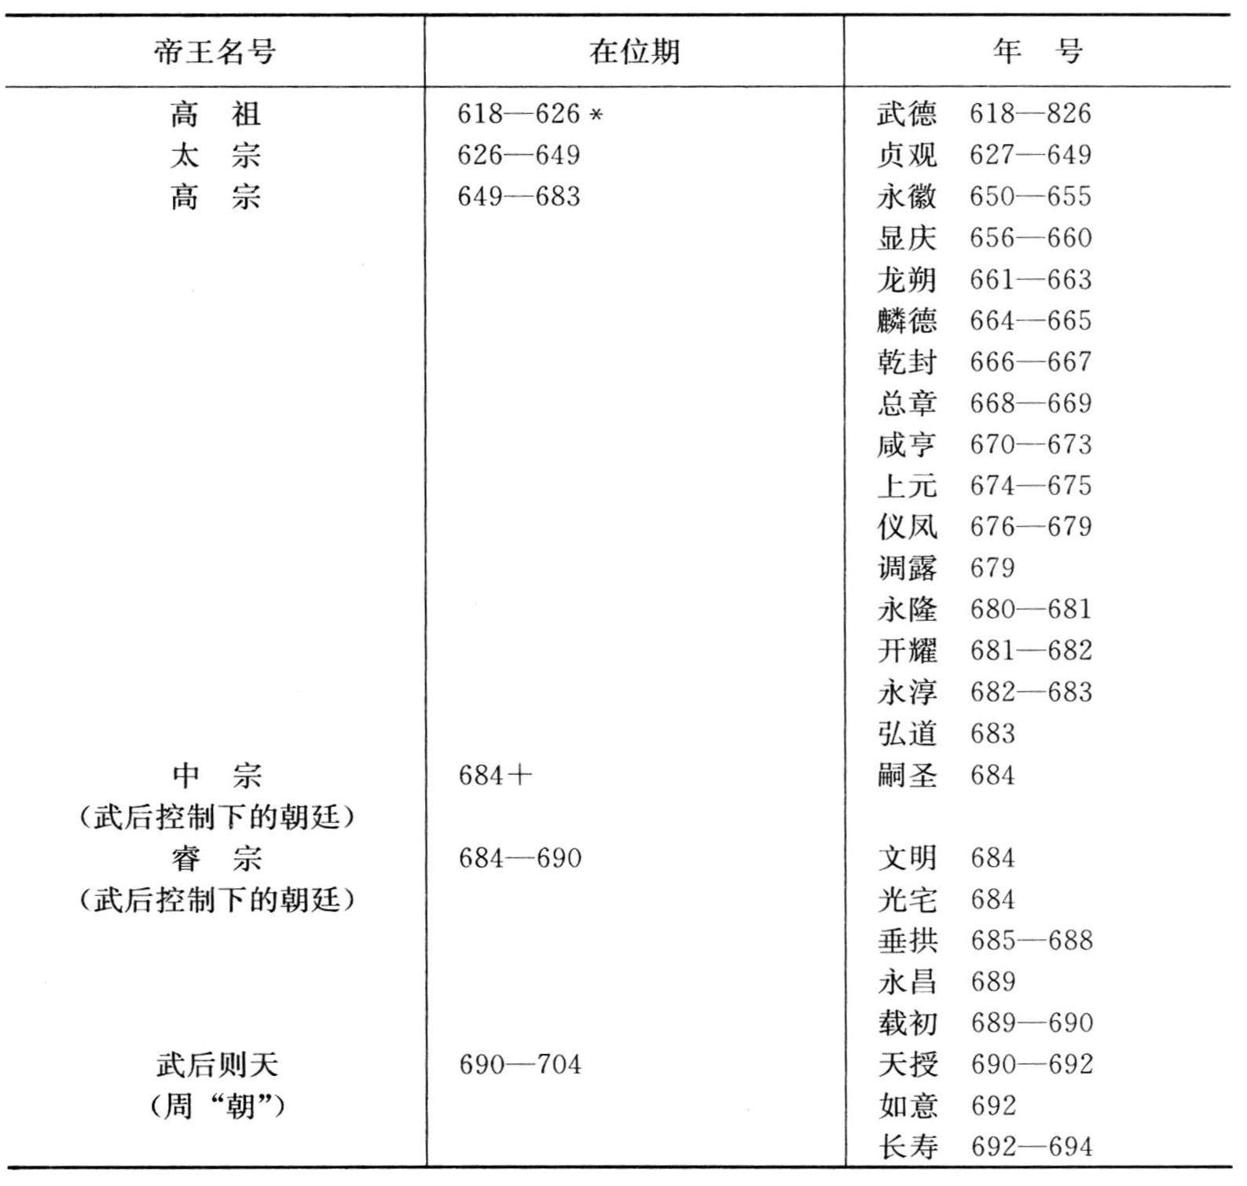 帝王名号 在位期 年 号
高 祖 618—626 * 武德 618—826
太 宗 626—649 贞观 627—649
高 宗 649—683 永徽 650—655
显庆 656—660
龙朔 661—663
麟德 664—665
乾封 666—667
总章 668—669
咸亨 670—673
上元 674—675
仪凤 676—679
调露 679
永隆 680—681
开耀 681—682
永淳 682—683
弘道 683
中 宗 684+ 嗣圣 684
（武后控制下的朝廷）
睿 宗 684—690 文明 684
（武后控制下的朝廷） 光宅 684
垂拱 685—688
永昌 689
载初 689—690
武后则天 690—704 天授 690—692
（周“朝”） 如意 692
长寿 692—694